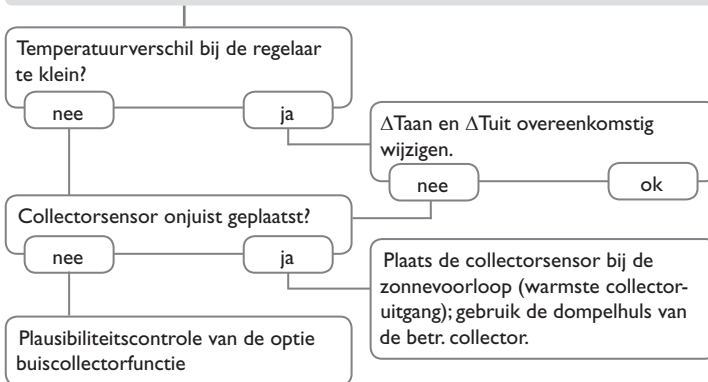 Temperatuurverschil bij de regelaar
te klein?
nee
ja
∆Taan en ∆Tuit overeenkomstig
wijzigen.
nee
ok
Collectorsensor onjuist geplaatst?
nee
ja
Plaats de collectorsensor bij de
zonnevoorloop (warmste collector-
uitgang); gebruik de dompelhuls van
de betr. collector.
Plausibiliteitscontrole van de optie
buiscollectorfunctie